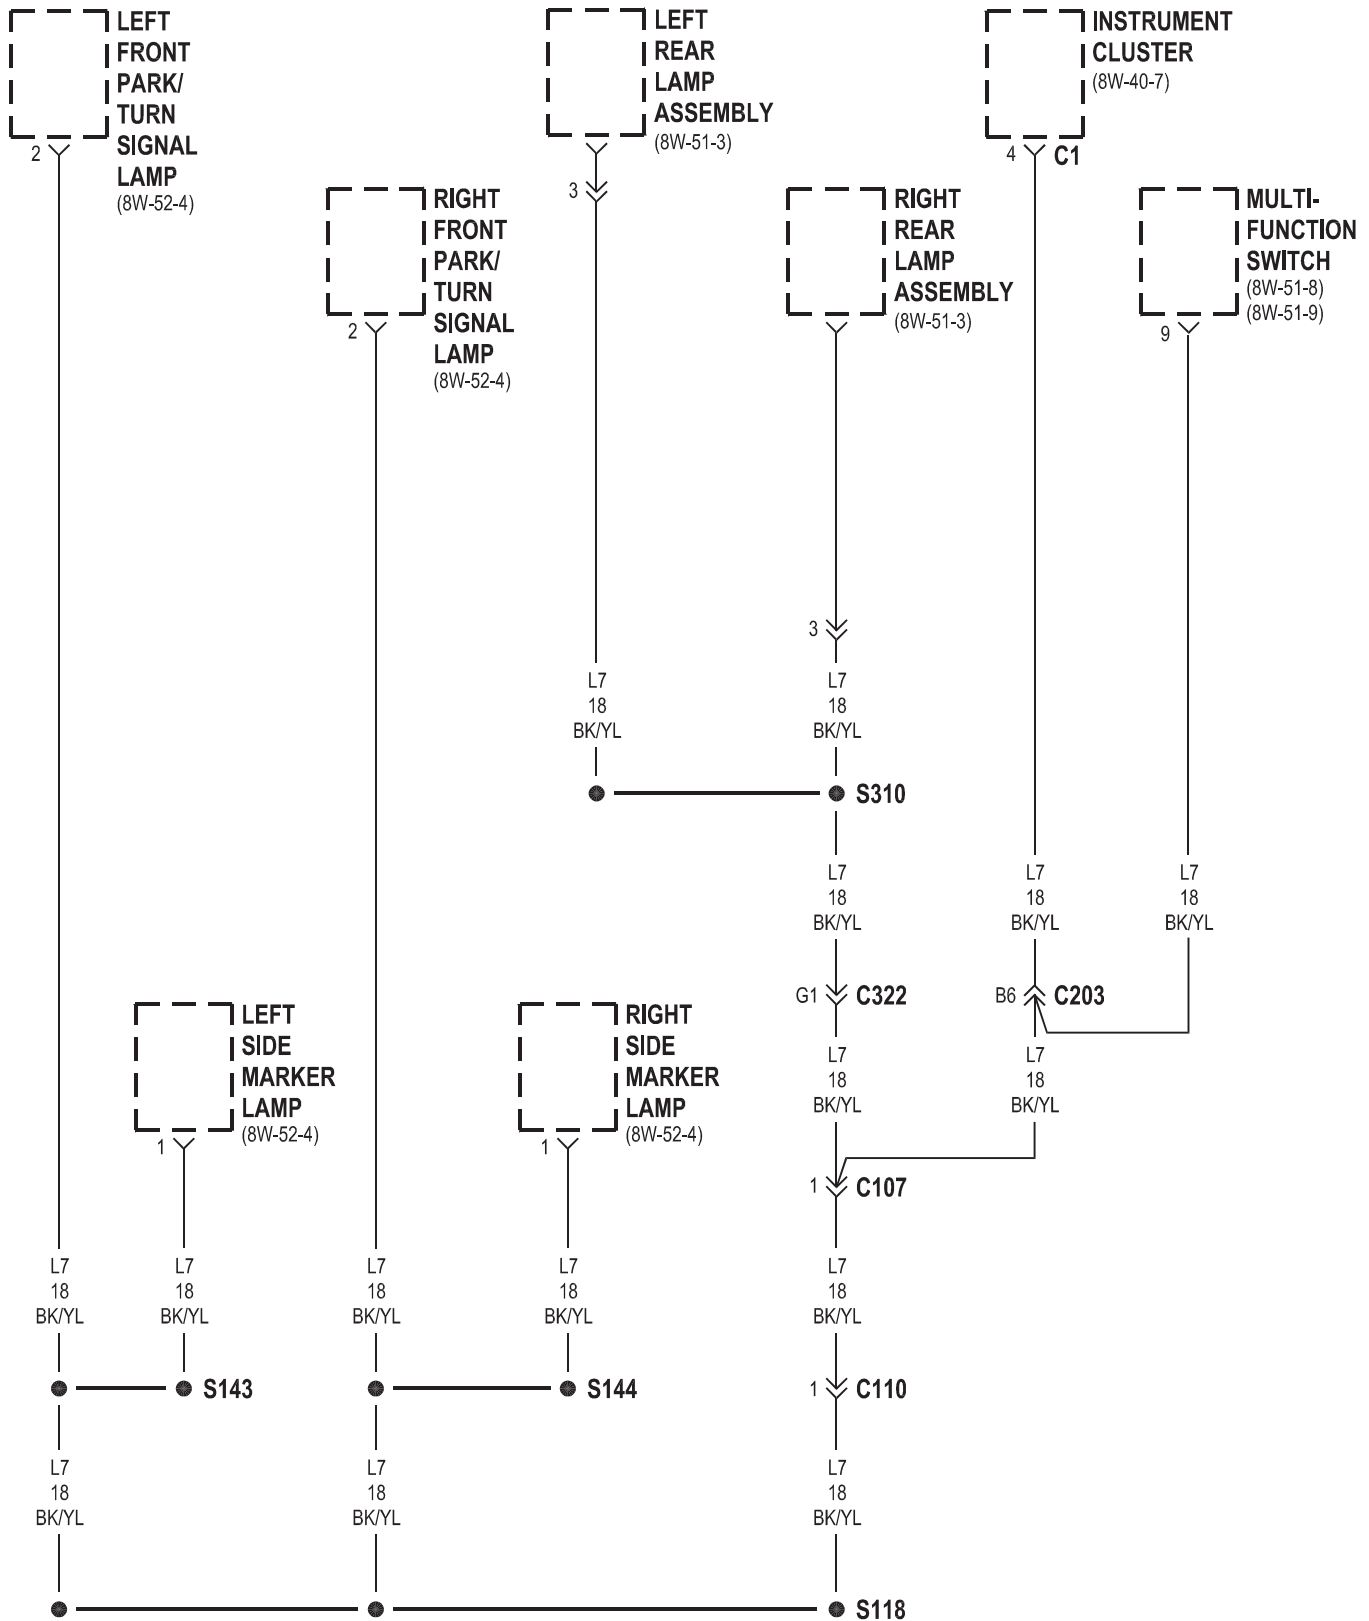 LEFT
FRONT
PARK/
TURN
SIGNAL
LAMP
(8W-52-4)
2
RIGHT
FRONT
PARK/
TURN
SIGNAL
LAMP
(8W-52-4)
2
LEFT
REAR
LAMP
ASSEMBLY
(8W-51-3)
3
RIGHT
REAR
LAMP
ASSEMBLY
(8W-51-3)
3
INSTRUMENT
CLUSTER
(8W-40-7)
4 C1
MULTI-
FUNCTION
SWITCH
(8W-51-8)
(8W-51-9)
9
L7
18
BK/YL
L7
18
BK/YL
S310
L7
18
BK/YL
L7
18
BK/YL
L7
18
BK/YL
G1 C322
B6 C203
L7
18
BK/YL
L7
18
BK/YL
LEFT
SIDE
MARKER
LAMP
(8W-52-4)
1
RIGHT
SIDE
MARKER
LAMP
(8W-52-4)
1
1 C107
L7
18
BK/YL
L7
18
BK/YL
L7
18
BK/YL
L7
18
BK/YL
L7
18
BK/YL
S143
S144
1 C110
L7
18
BK/YL
L7
18
BK/YL
L7
18
BK/YL
S118